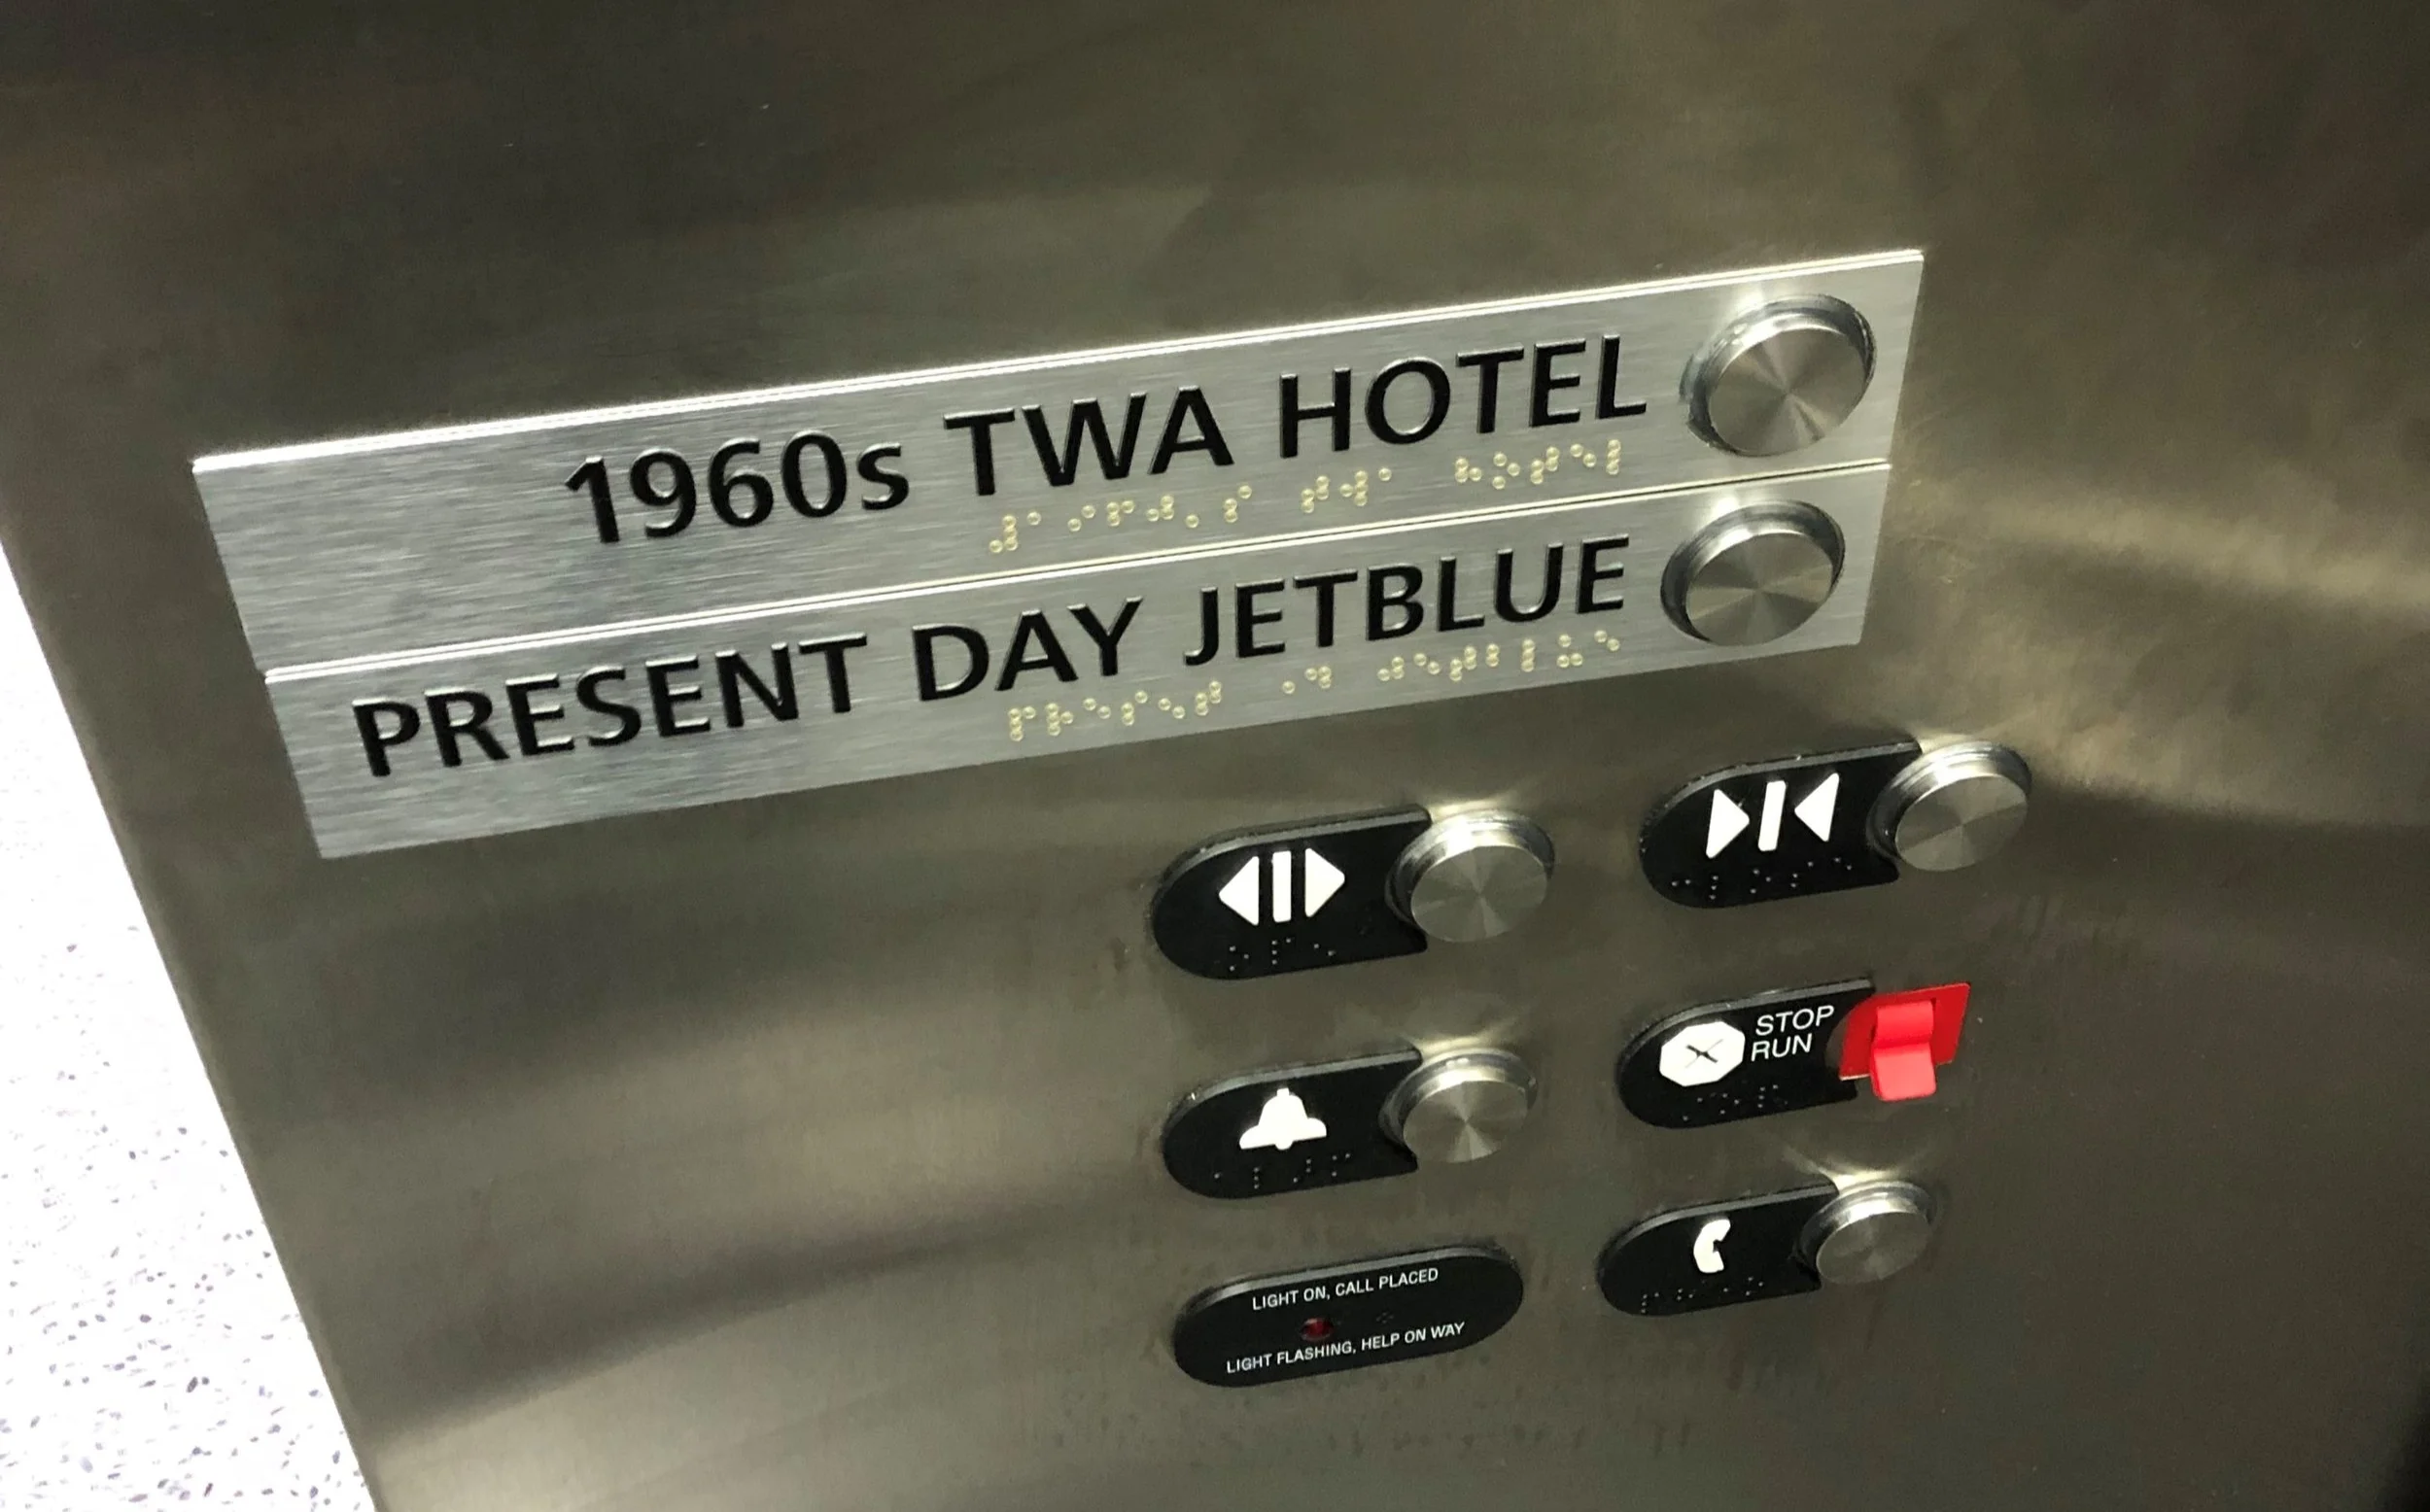 1960s TWA HOTEL
PRESENT DAY JETBLUE
STOP
RUN
LIGHT ON, CALL PLACED
LIGHT FLASHING, HELP ON WAY